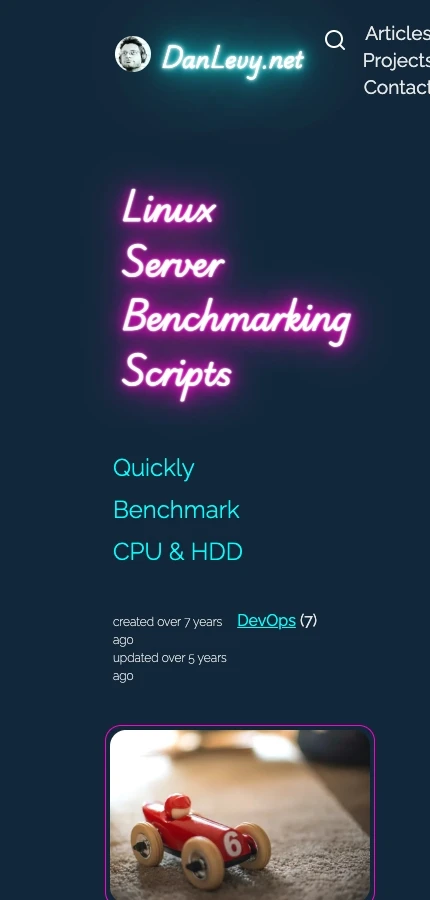 DanLevy.net
Articles
Projects
Contact
Linux
Server
Benchmarking
Scripts
Quickly
Benchmark
CPU & HDD
created over 7 years
ago
DevOps (7)
updated over 5 years
ago
6